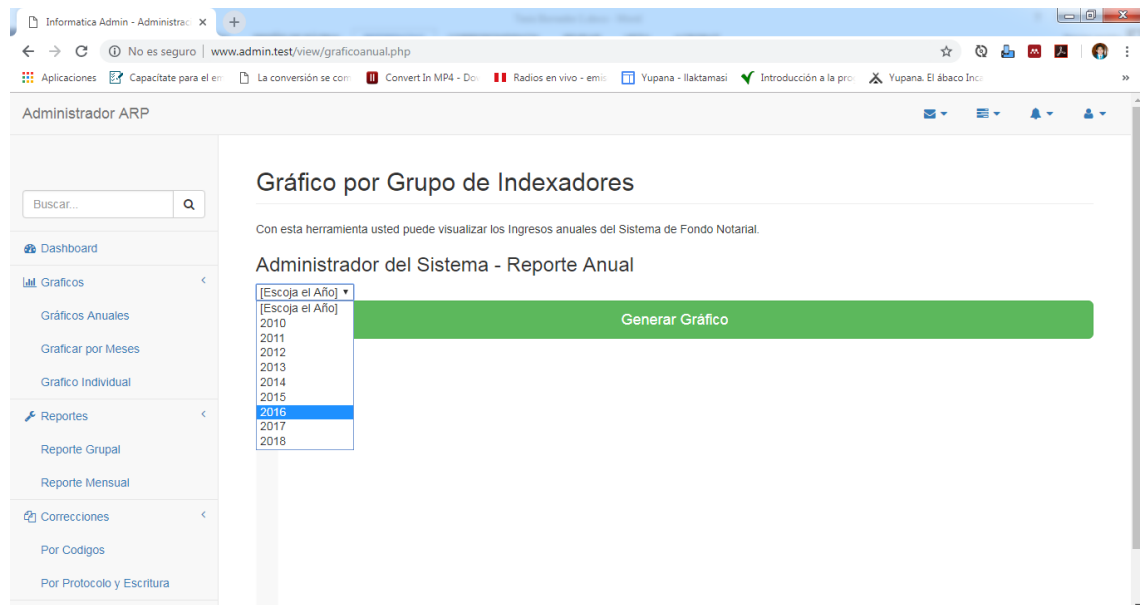 Informatica Admin - Administrac
No es seguro | www.admin.test/view/graficoanual.php
Aplicaciones
Capacítate para el em
La conversión se com
Convert In MP4 - Do
Radios en vivo - emis
Yupana - Ilaktamasi
Introducción a la pro
Yupana. El ábaco Inca
»
Administrador ARP
Buscar...
Dashboard
Graficos
Gráficos Anuales
Graficar por Meses
Grafico Individual
Reportes
Reporte Grupal
Reporte Mensual
Correcciones
Por Codigos
Por Protocolo y Escritura
Gráfico por Grupo de Indexadores
Con esta herramienta usted puede visualizar los Ingresos anuales del Sistema de Fondo Notarial.
Administrador del Sistema - Reporte Anual
[Escoja el Año]
[Escoja el Año]
2010
2011
2012
2013
2014
2015
2016
2017
2018
Generar Gráfico